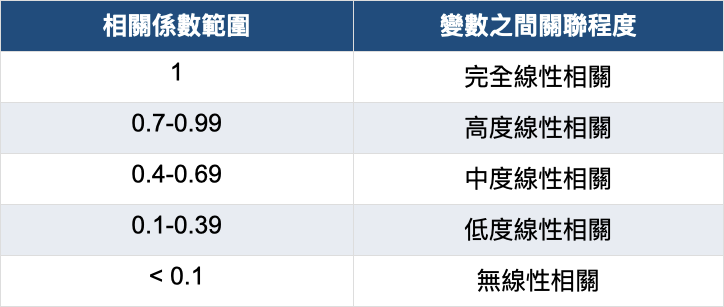 相關係數範圍 變數之間關聯程度
1 完全線性相關
0.7-0.99 高度線性相關
0.4-0.69 中度線性相關
0.1-0.39 低度線性相關
< 0.1 無線性相關